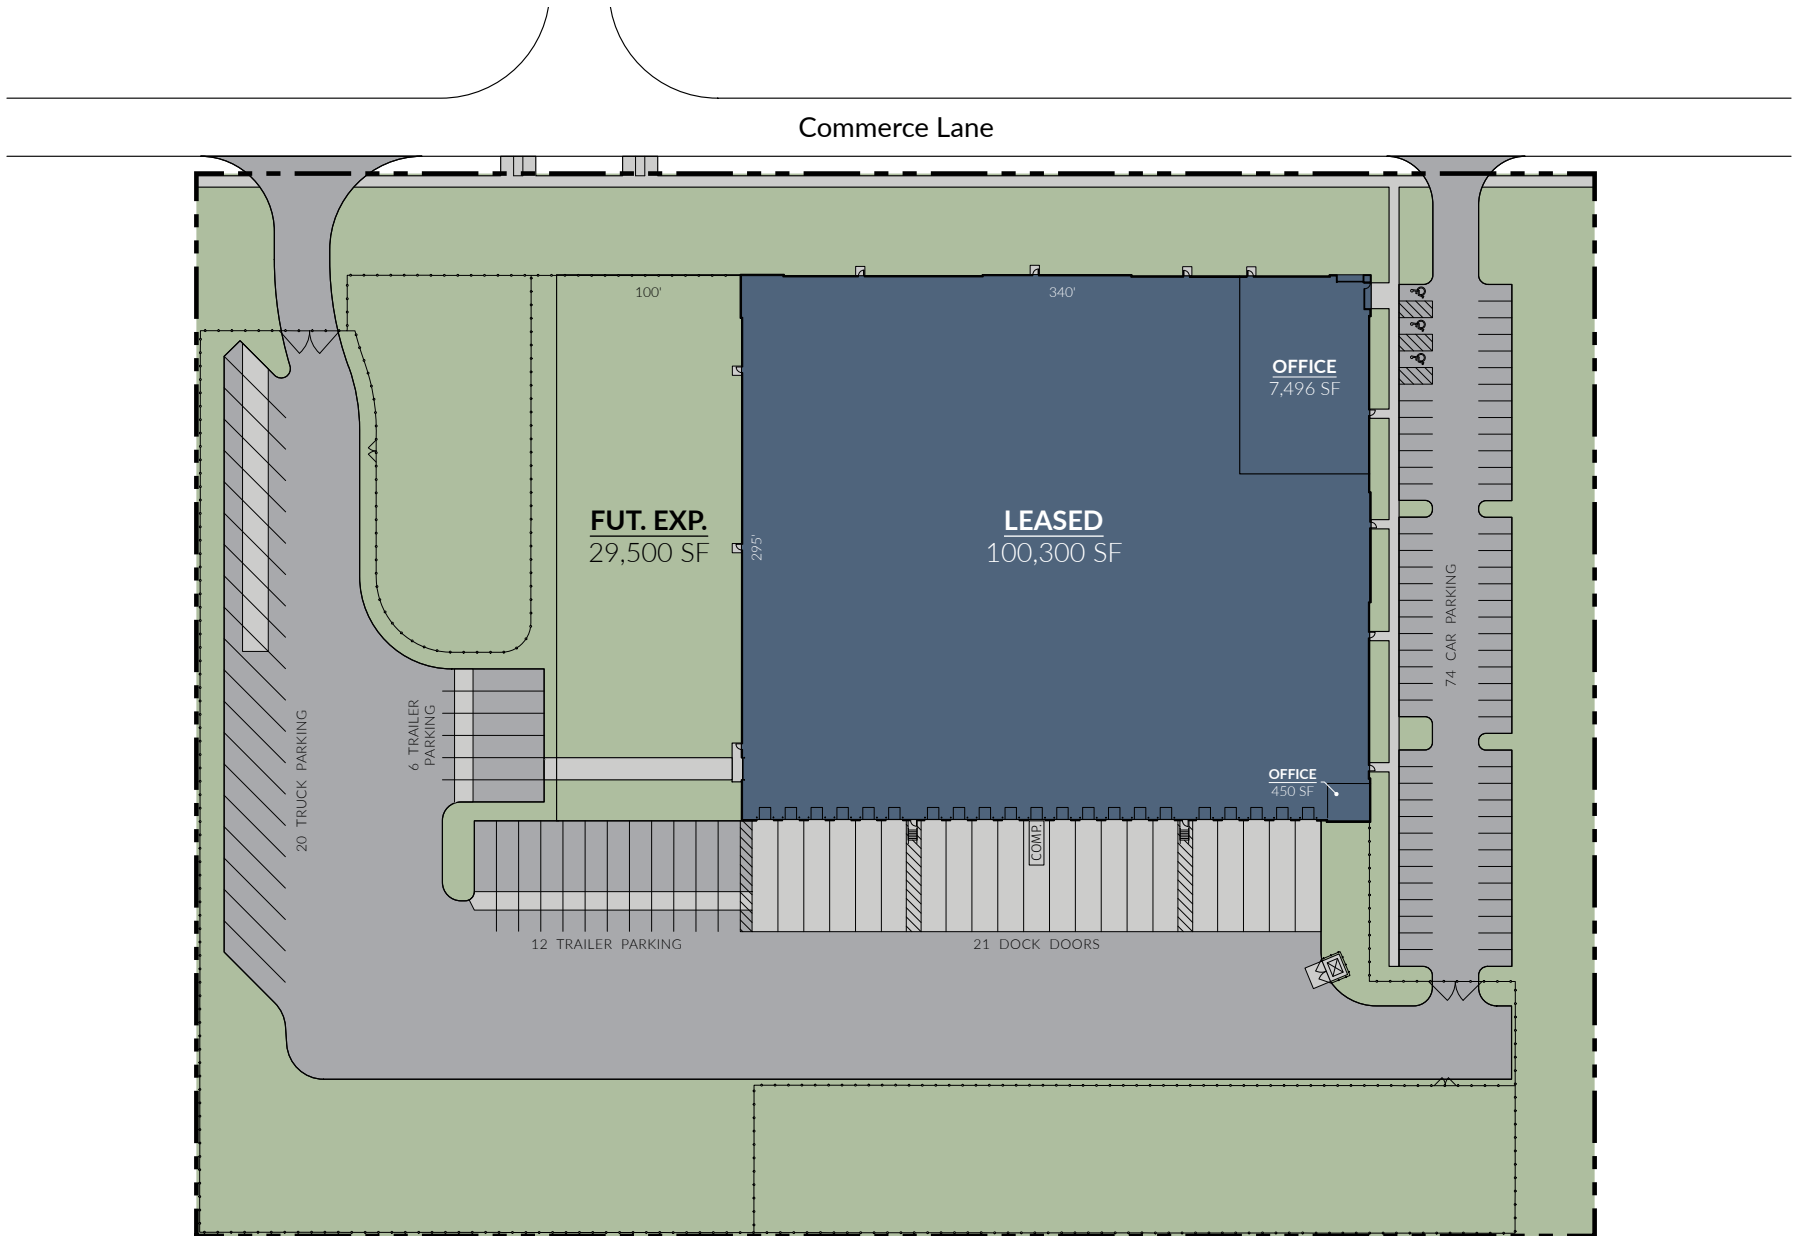 Commerce Lane
100'
340'
OFFICE
7,496 SF
FUT. EXP.
29,500 SF
295'
LEASED
100,300 SF
74 CAR PARKING
6 TRAILER
PARKING
20 TRUCK PARKING
OFFICE
450 SF
COMP.
12 TRAILER PARKING
21 DOCK DOORS